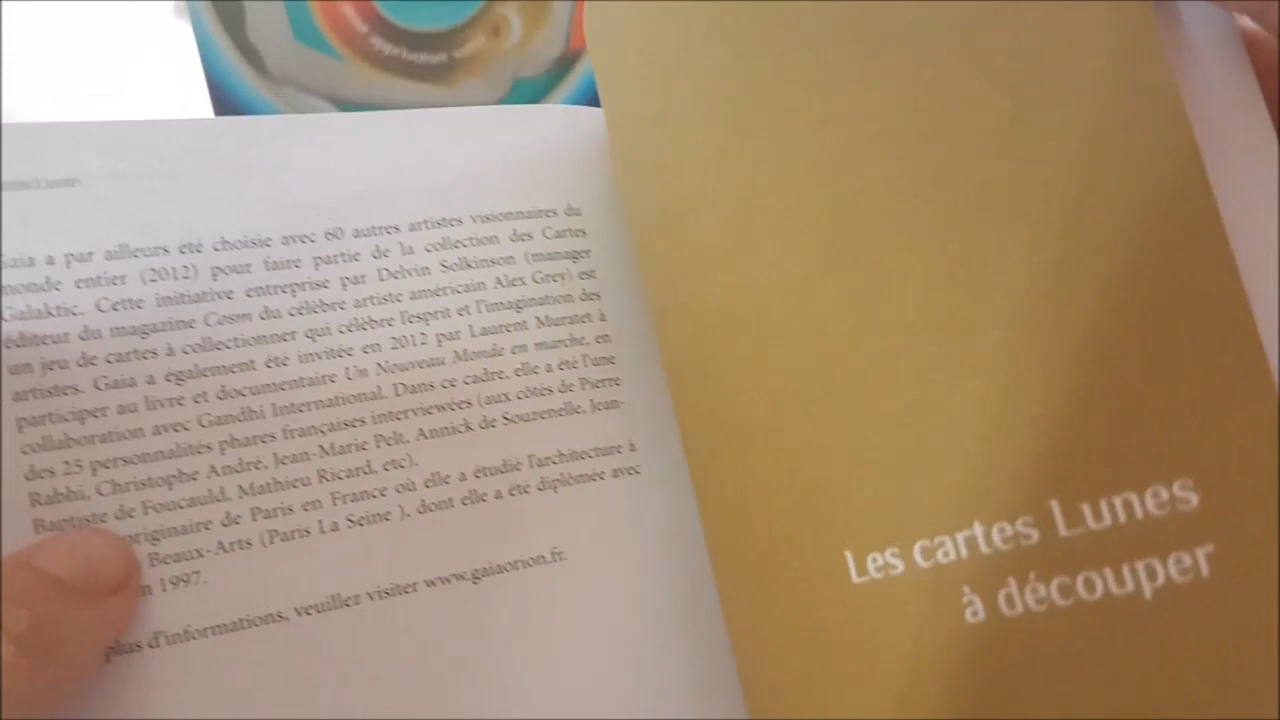 Gaia a par ailleurs été choisie avec 60 autres artistes visionnaires du
monde entier (2012) pour faire partie de la collection des Cartes
Galaktic. Cette initiative entreprise par Delvin Solkinson (manager
éditeur du magazine Cosm du célèbre artiste américain Alex Grey) est
un jeu de cartes à collectionner qui célèbre l'esprit et l'imagination des
artistes. Gaia a également été invitée en 2012 par Laurent Muratet à
participer au livre et documentaire Un Nouveau Monde en marche, en
collaboration avec Gandhi International. Dans ce cadre, elle a été l'une
des 25 personnalités phares françaises interviewées (aux côtés de Pierre
Rabhi, Christophe André, Jean-Marie Pelt, Annick de Souzenelle, Jean-
Baptiste de Foucauld, Mathieu Ricard, etc).
originaire de Paris en France où elle a étudié l'architecture à
Beaux-Arts (Paris La Seine ), dont elle a été diplômée avec
n 1997.
plus d'informations, veuillez visiter www.gaiaorion.fr.
Les cartes Lunes
à découper